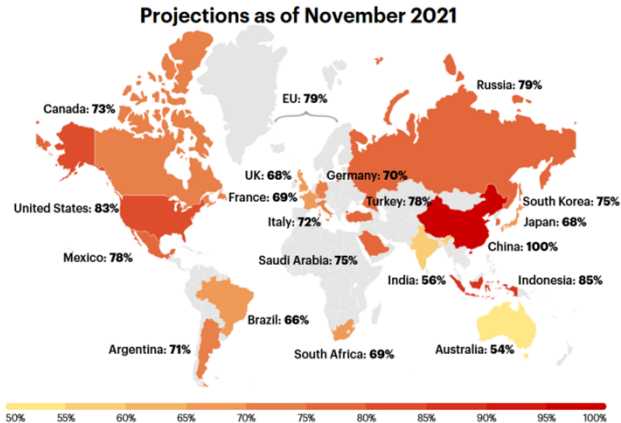 Projections as of November 2021
Russia: 79%
EU: 79%
Canada: 73%
UK: 68%
Germany: 70%
France: 69%
Turkey: 78%
South Korea: 75%
United States: 83%
Italy: 72%
Japan: 68%
China: 100%
Mexico: 78%
Saudi Arabia: 75%
India: 56%
Indonesia: 85%
Brazil: 66%
Argentina: 71%
South Africa: 69%
Australia: 54%
50% 55% 60% 65% 70% 75% 80% 85% 90% 95% 100%